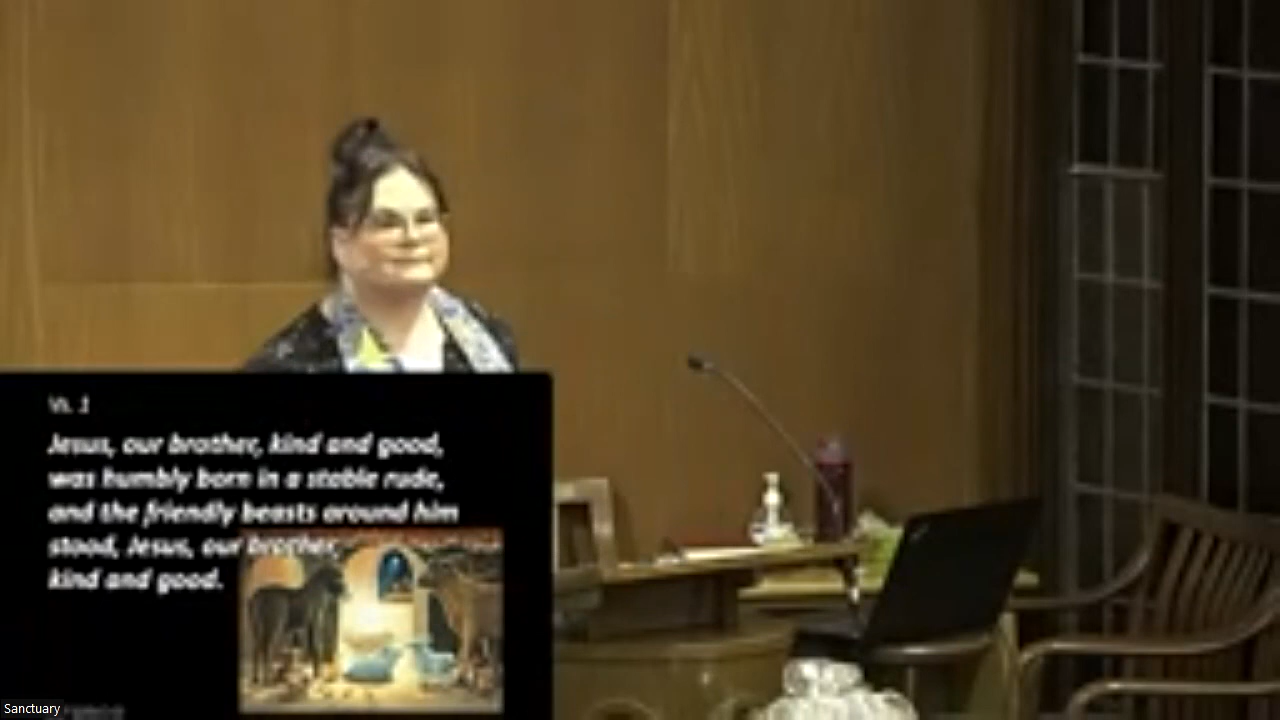 Vs. 1
Jesus, our brother, kind and good,
was humbly born in a stable rude,
and the friendly beasts around him
stood, Jesus, our brother,
kind and good.
Sanctuary